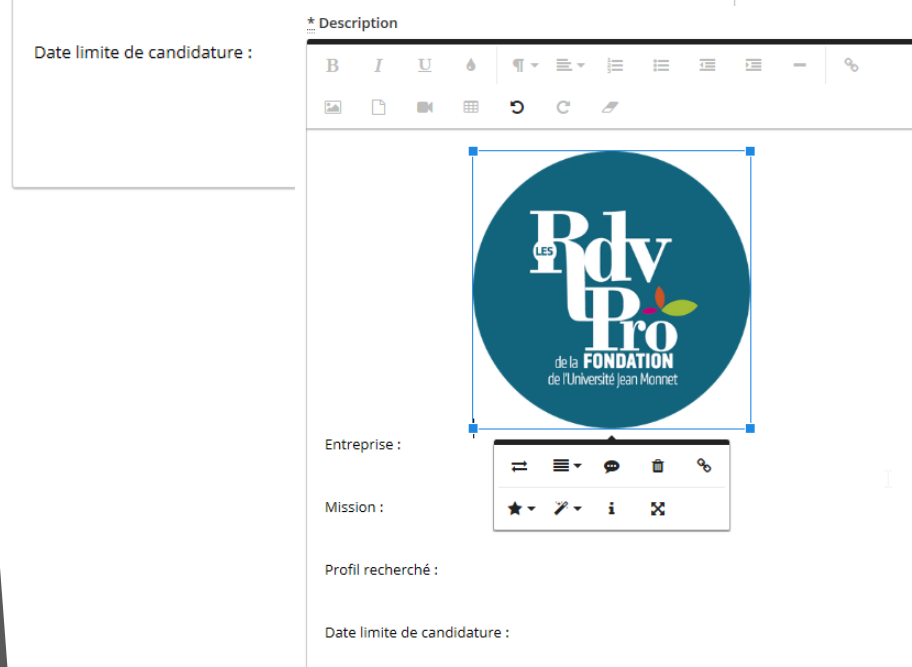 Date limite de candidature :
* Description
B I U
LES
Rdv
Pro
de la FONDATION
de l'Université Jean Monnet
Entreprise :
Mission :
Profil recherché :
Date limite de candidature :